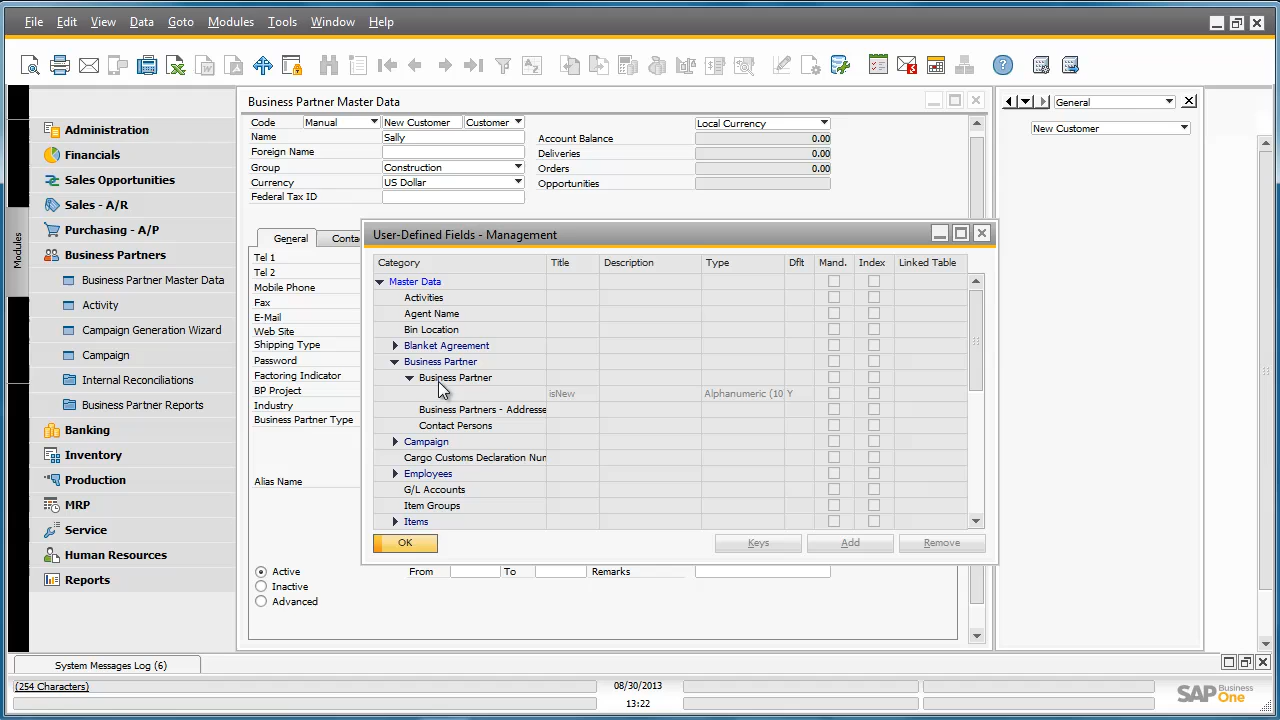 File Edit View Data Goto Modules Tools Window Help
Modules
Administration
Financials
Sales Opportunities
Sales - A/R
Purchasing - A/P
Business Partners
Business Partner Master Data
Activity
Campaign Generation Wizard
Campaign
Internal Reconciliations
Business Partner Reports
Banking
Inventory
Production
MRP
Service
Human Resources
Reports
Business Partner Master Data
Code Manual New Customer Customer Local Currency
Name Sally Account Balance 0.00
Foreign Name Deliveries 0.00
Group Construction Orders 0.00
Currency US Dollar Opportunities
Federal Tax ID
General Conta
Tel 1
Tel 2
Mobile Phone
Fax
E-Mail
Web Site
Shipping Type
Password
Factoring Indicator
BP Project
Industry
Business Partner Type
Alias Name
Active From To Remarks
Inactive
Advanced
User-Defined Fields - Management
Category Title Description Type Dflt Mand. Index Linked Table
Master Data
Activities
Agent Name
Bin Location
Blanket Agreement
Business Partner
Business Partner
isNew Alphanumeric (10 Y
Business Partners - Addresse
Contact Persons
Campaign
Cargo Customs Declaration Num
Employees
G/L Accounts
Item Groups
Items
OK Keys Add Remove
General
New Customer
System Messages Log (6)
(254 Characters) 08/30/2013
13:22
SAP Business One